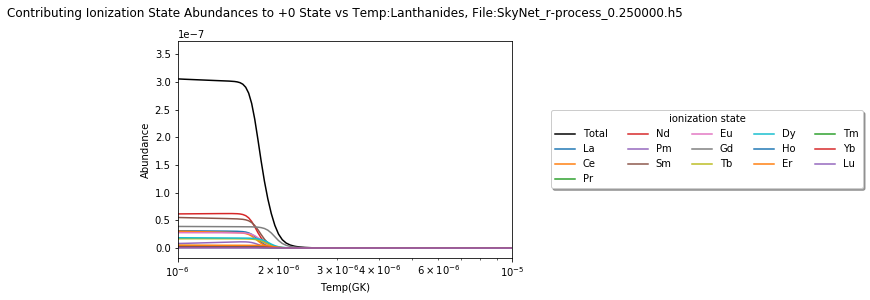 Contributing Ionization State Abundances to +0 State vs Temp:Lanthanides, File:SkyNet_r-process_0.250000.h5
1e−7
3.5
3.0
2.5
2.0
1.5
1.0
0.5
0.0
Abundance
10⁻⁶
2 × 10⁻⁶
3 × 10⁻⁶
4 × 10⁻⁶
6 × 10⁻⁶
10⁻⁵
Temp(GK)
ionization state
Total Nd Eu Dy Tm
La Pm Gd Ho Yb
Ce Sm Tb Er Lu
Pr